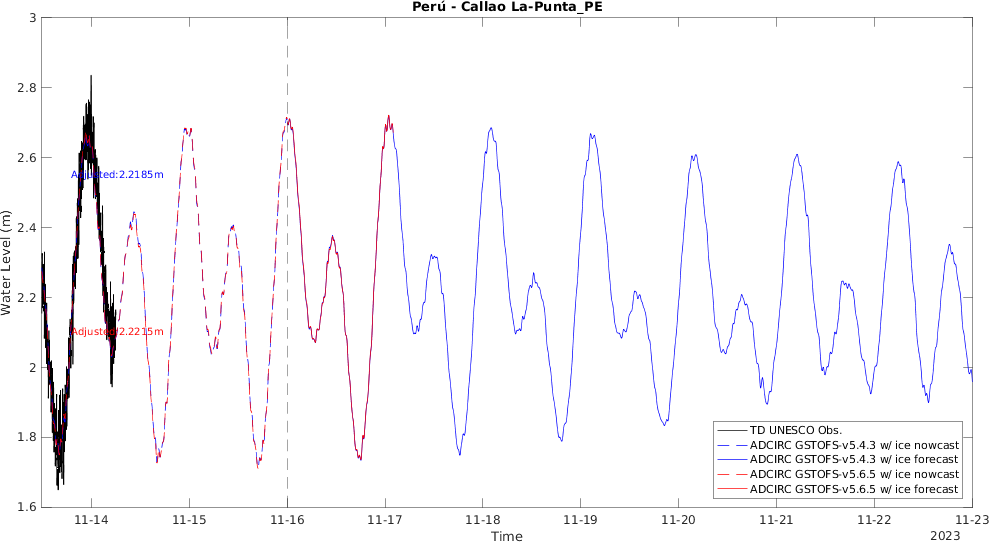 Perú - Callao La-Punta_PE
3
2.8
2.6
2.4
2.2
2
1.8
1.6
Water Level (m)
Adjusted:2.2185m
Adjusted:2.2215m
TD UNESCO Obs.
ADCIRC GSTOFS-v5.4.3 w/ ice nowcast
ADCIRC GSTOFS-v5.4.3 w/ ice forecast
ADCIRC GSTOFS-v5.6.5 w/ ice nowcast
ADCIRC GSTOFS-v5.6.5 w/ ice forecast
11-14 11-15 11-16 11-17 11-18 11-19 11-20 11-21 11-22 11-23
Time
2023